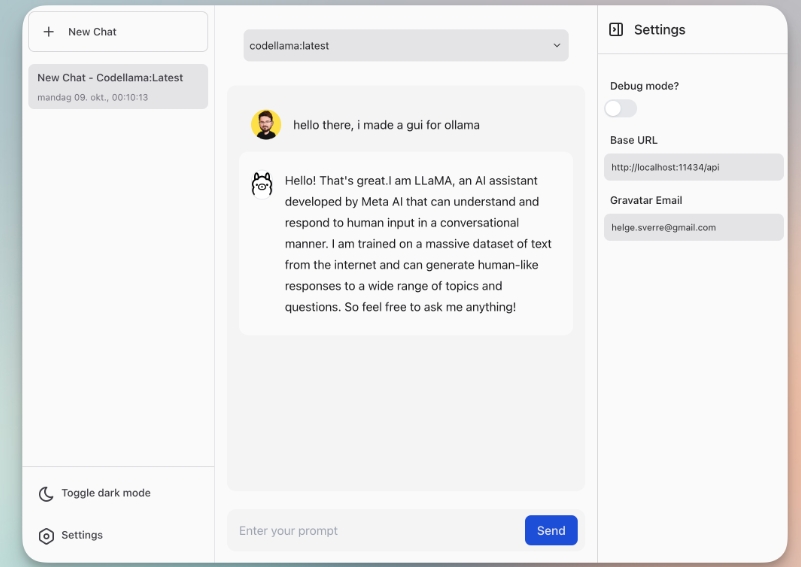 New Chat
New Chat - Codellama:Latest
mandag 09. okt., 00:10:13
Toggle dark mode
Settings
codellama:latest
hello there, i made a gui for ollama
Hello! That's great.I am LLaMA, an AI assistant
developed by Meta AI that can understand and
respond to human input in a conversational
manner. I am trained on a massive dataset of text
from the internet and can generate human-like
responses to a wide range of topics and
questions. So feel free to ask me anything!
Enter your prompt
Send
Settings
Debug mode?
Base URL
http://localhost:11434/api
Gravatar Email
helge.sverre@gmail.com